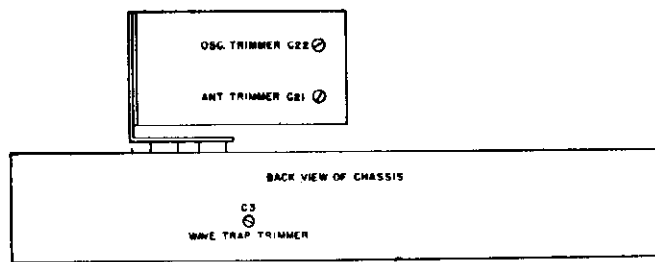 OSC. TRIMMER C22
ANT TRIMMER C21
BACK VIEW OF CHASSIS
C3
WAVE TRAP TRIMMER